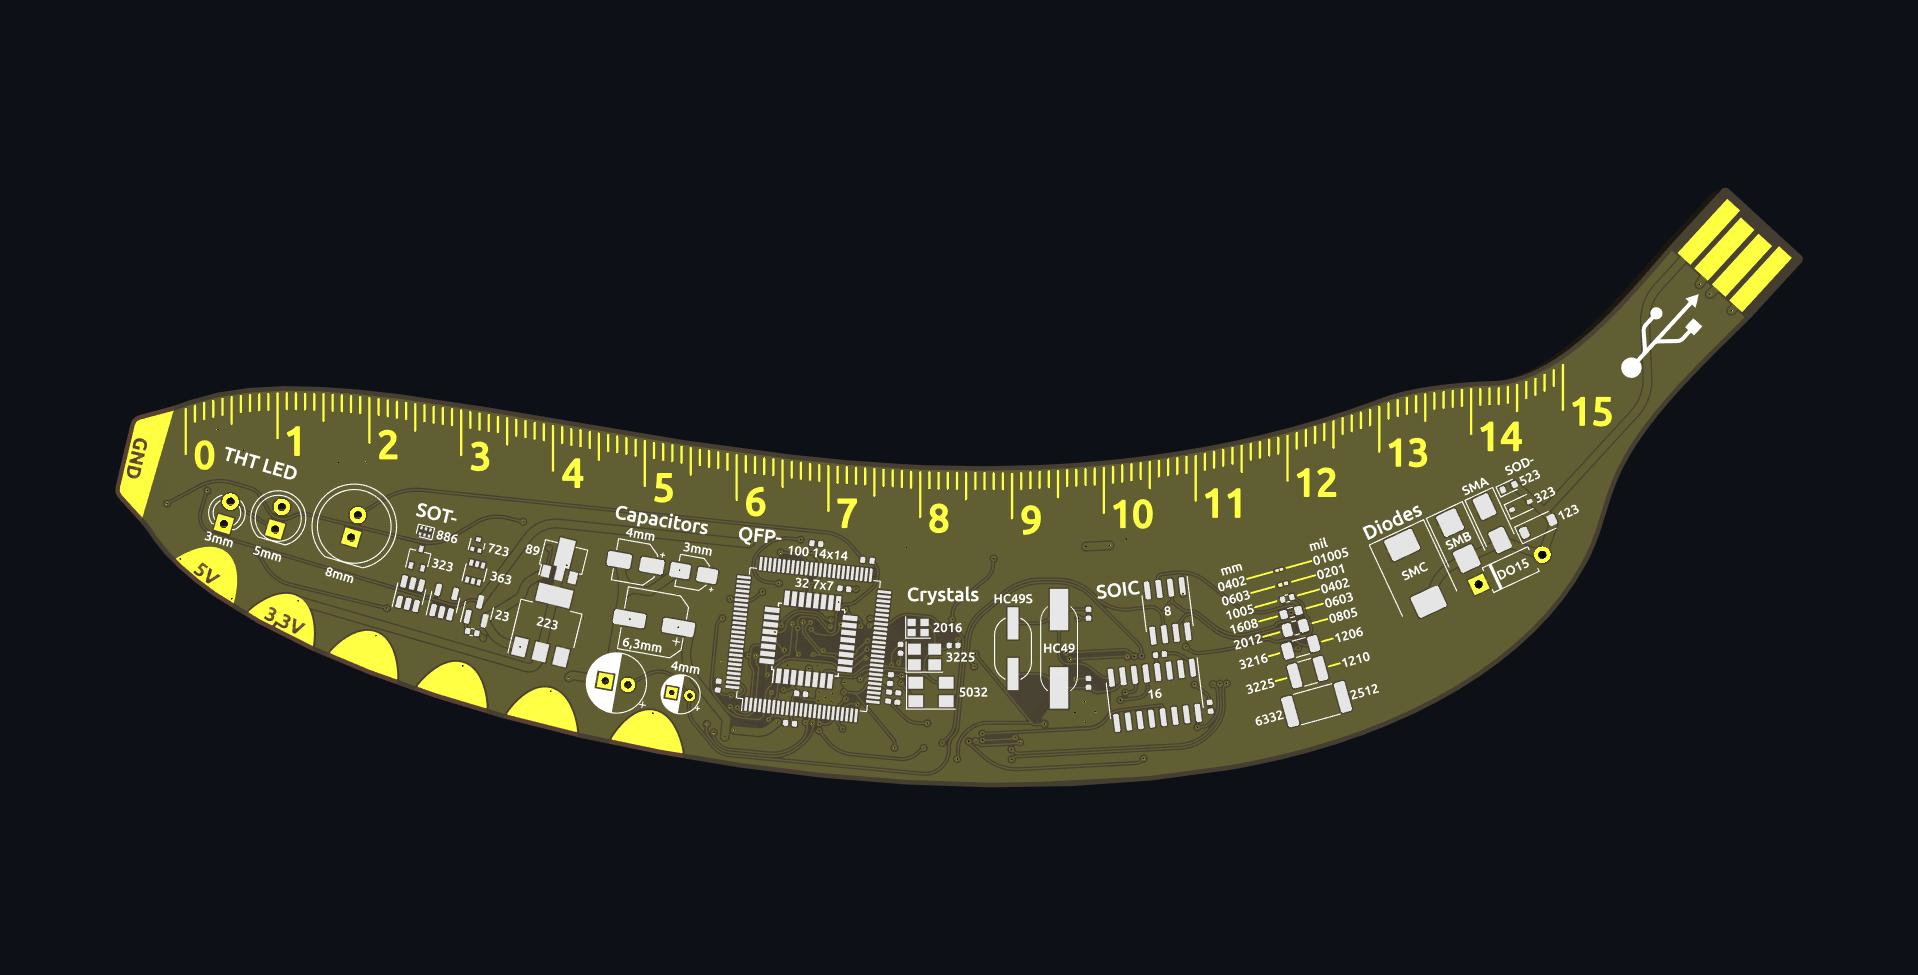 0
1
2
3
4
5
6
7
8
9
10
11
12
13
14
15
GND
THT LED
3mm
5mm
8mm
5V
3,3V
SOT-
886
723
323
363
89
23
223
Capacitors
4mm
+
3mm
+
6,3mm
+
4mm
+
+
QFP-
100 14x14
32 7x7
Crystals
2016
3225
5032
HC49S
HC49
SOIC
8
16
mm
mil
0402
01005
0603
0201
1005
0402
1608
0603
2012
0805
3216
1206
3225
1210
6332
2512
Diodes
SMC
SMB
SMA
SOD-
523
323
123
DO15